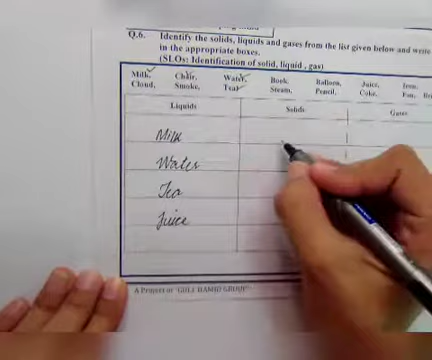 Q.6. Identify the solids, liquids and gases from the list given below and write
in the appropriate boxes.
(SLOs: Identification of solid, liquid , gas)
Milk, Chair, Water, Book, Balloon, Juice, Iron,
Cloud, Smoke, Tea, Steam, Pencil, Coke, Fan,
Liquids Solids Gases
Milk
Water
Tea
Juice
A Project of "GULF HAMID GROUP"